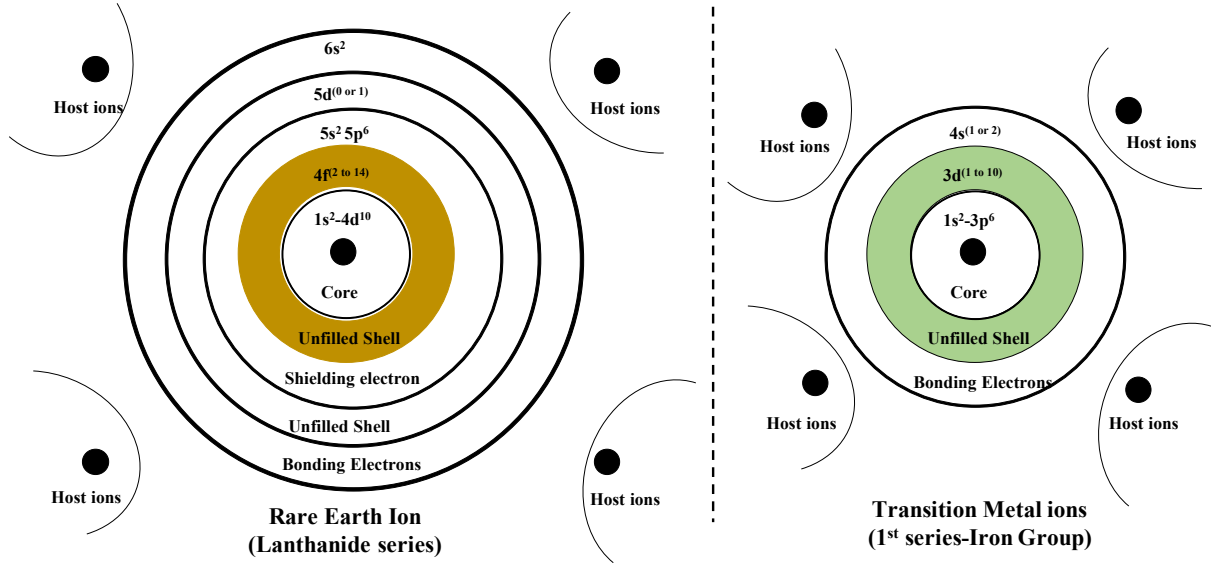 6s²
5d⁽⁰ ᵒʳ ¹⁾
5s² 5p⁶
4f⁽² ᵗᵒ ¹⁴⁾
1s²-4d¹⁰
Core
Unfilled Shell
Shielding electron
Unfilled Shell
Bonding Electrons
Host ions
Host ions
Host ions
Host ions
Rare Earth Ion
(Lanthanide series)
4s⁽¹ ᵒʳ ²⁾
3d⁽¹ ᵗᵒ ¹⁰⁾
1s²-3p⁶
Core
Unfilled Shell
Bonding Electrons
Host ions
Host ions
Host ions
Host ions
Transition Metal ions
(1ˢᵗ series-Iron Group)